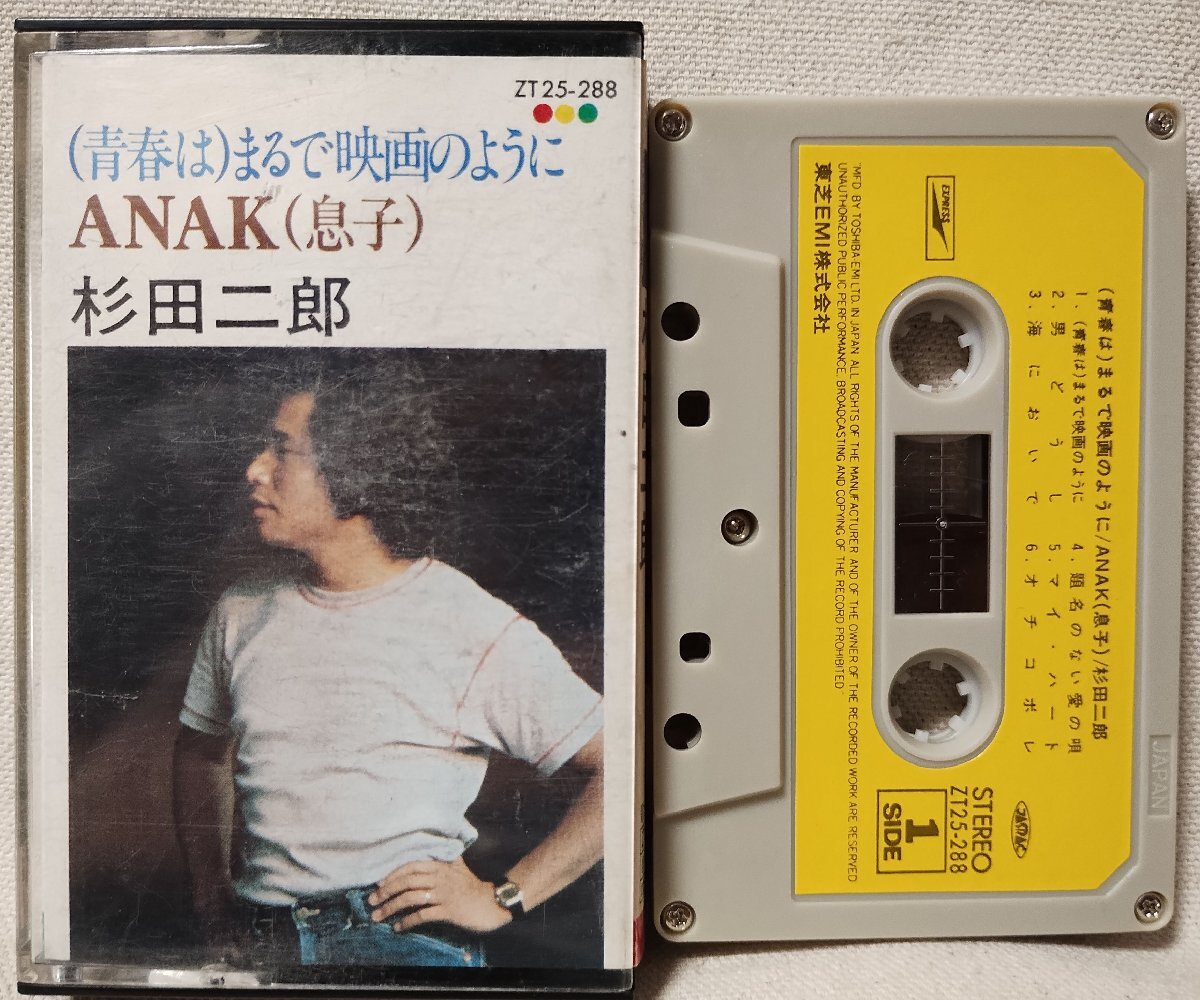 ZT25-288
(青春は)まるで映画のように
ANAK(息子)
杉田二郎
EXPRESS
(青春は)まるで映画のように/ANAK(息子)/杉田二郎
1. (青春は)まるで映画のように
2. 男どうし
3. 海においで
4. 題名のない愛の唄
5. マイ・ハート
6. オチコボレ
STEREO
ZT25-288
1
SIDE
"MFD BY TOSHIBA EMI LTD. IN JAPAN ALL RIGHTS OF THE MANUFACTURER AND OF THE OWNER OF THE RECORDED WORK ARE RESERVED
UNAUTHORIZED PUBLIC PERFORMANCE, BROADCASTING AND COPYING OF THE RECORD PROHIBITED"
東芝EMI株式会社
JAPAN